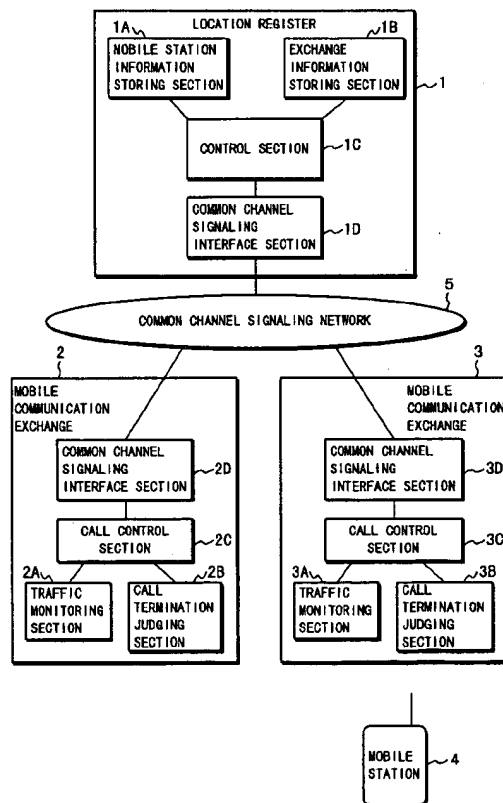 LOCATION REGISTER
1A
1B
MOBILE STATION
INFORMATION
STORING SECTION
EXCHANGE
INFORMATION
STORING SECTION
1
CONTROL SECTION
1C
COMMON CHANNEL
SIGNALING
INTERFACE SECTION
1D
5
COMMON CHANNEL SIGNALING NETWORK
2
MOBILE
COMMUNICATION
EXCHANGE
COMMON CHANNEL
SIGNALING
INTERFACE SECTION
2D
CALL CONTROL
SECTION
2C
2A
2B
TRAFFIC
MONITORING
SECTION
CALL
TERMINATION
JUDGING
SECTION
3
MOBILE
COMMUNICATION
EXCHANGE
COMMON CHANNEL
SIGNALING
INTERFACE SECTION
3D
CALL CONTROL
SECTION
3C
3A
3B
TRAFFIC
MONITORING
SECTION
CALL
TERMINATION
JUDGING
SECTION
MOBILE
STATION
4